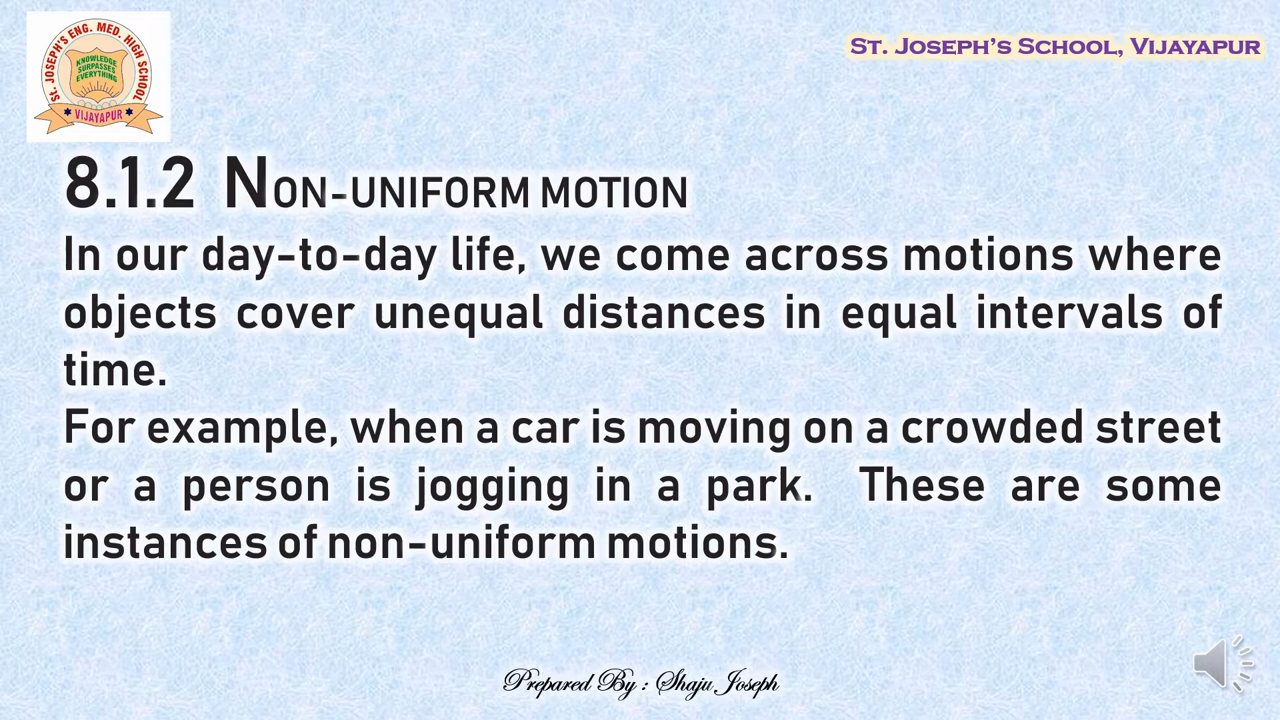 St. JOSEPH'S ENG. MED. HIGH SCHOOL
KNOWLEDGE
SURPASSES
EVERYTHING
VIJAYAPUR
St. Joseph's School, Vijayapur
8.1.2 Non-uniform motion
In our day-to-day life, we come across motions where
objects cover unequal distances in equal intervals of
time.
For example, when a car is moving on a crowded street
or a person is jogging in a park. These are some
instances of non-uniform motions.
Prepared By : Shaju Joseph